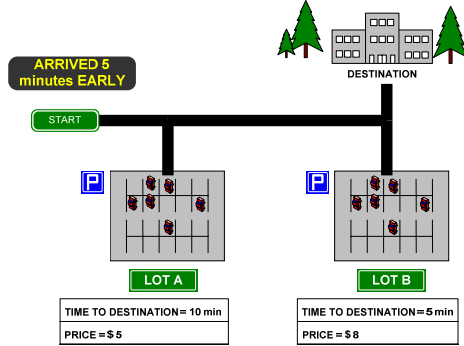 ARRIVED 5
minutes EARLY
DESTINATION
START
P
P
LOT A
LOT B
TIME TO DESTINATION = 10 min
PRICE = $ 5
TIME TO DESTINATION = 5 min
PRICE = $ 8